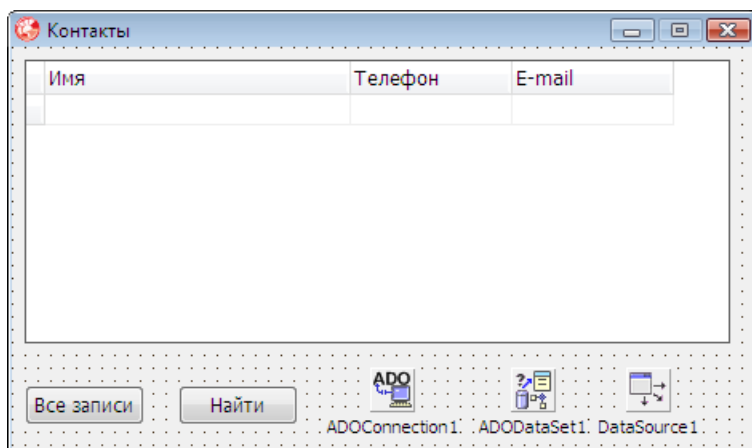 Контакты
Имя Телефон E-mail
Все записи Найти
ADO
ADOConnection1 ADODataSet1 DataSource1